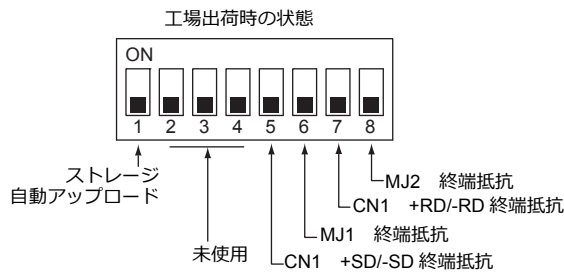 工場出荷時の状態
ON
1 2 3 4 5 6 7 8
ストレージ
自動アップロード
未使用
MJ2 終端抵抗
CN1 +RD/-RD 終端抵抗
MJ1 終端抵抗
CN1 +SD/-SD 終端抵抗